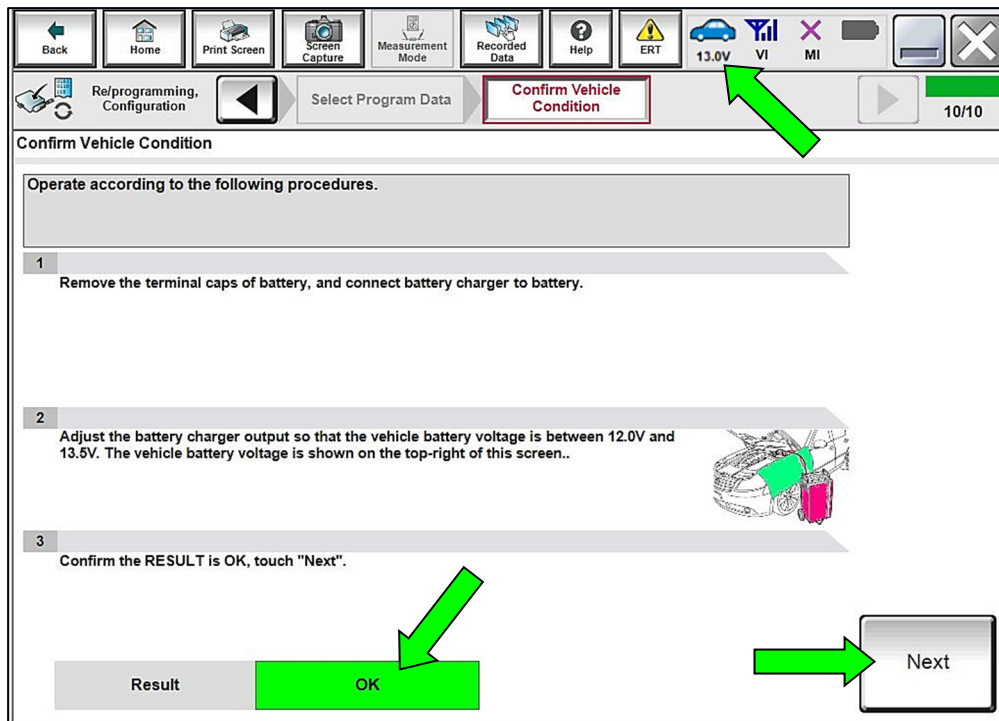 Back
Home
Print Screen
Screen
Capture
Measurement
Mode
Recorded
Data
Help
ERT
13.0V
VI
MI
Re/programming,
Configuration
Select Program Data
Confirm Vehicle
Condition
10/10
Confirm Vehicle Condition
Operate according to the following procedures.
1
Remove the terminal caps of battery, and connect battery charger to battery.
2
Adjust the battery charger output so that the vehicle battery voltage is between 12.0V and
13.5V. The vehicle battery voltage is shown on the top-right of this screen..
3
Confirm the RESULT is OK, touch "Next".
Result
OK
Next